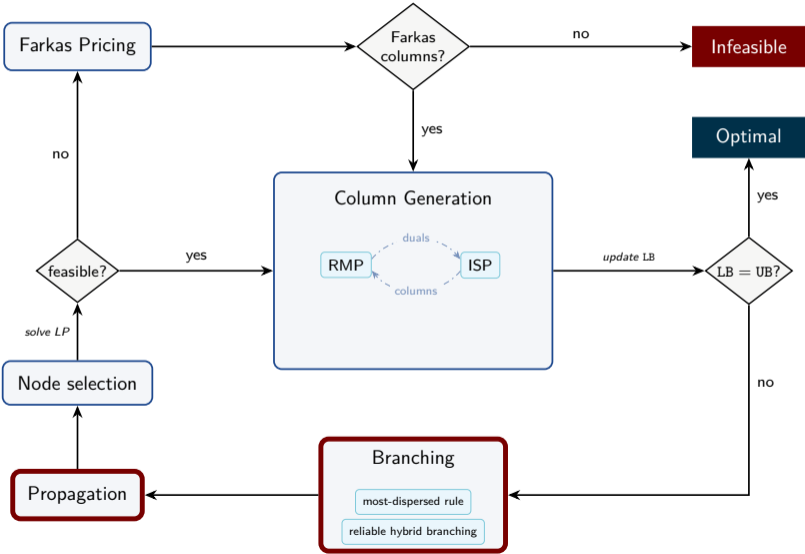 Farkas Pricing
Farkas
columns?
no
Infeasible
yes
Optimal
no
yes
Column Generation
duals
RMP
ISP
columns
feasible?
yes
update LB
LB = UB?
solve LP
Node selection
no
Branching
most-dispersed rule
reliable hybrid branching
Propagation